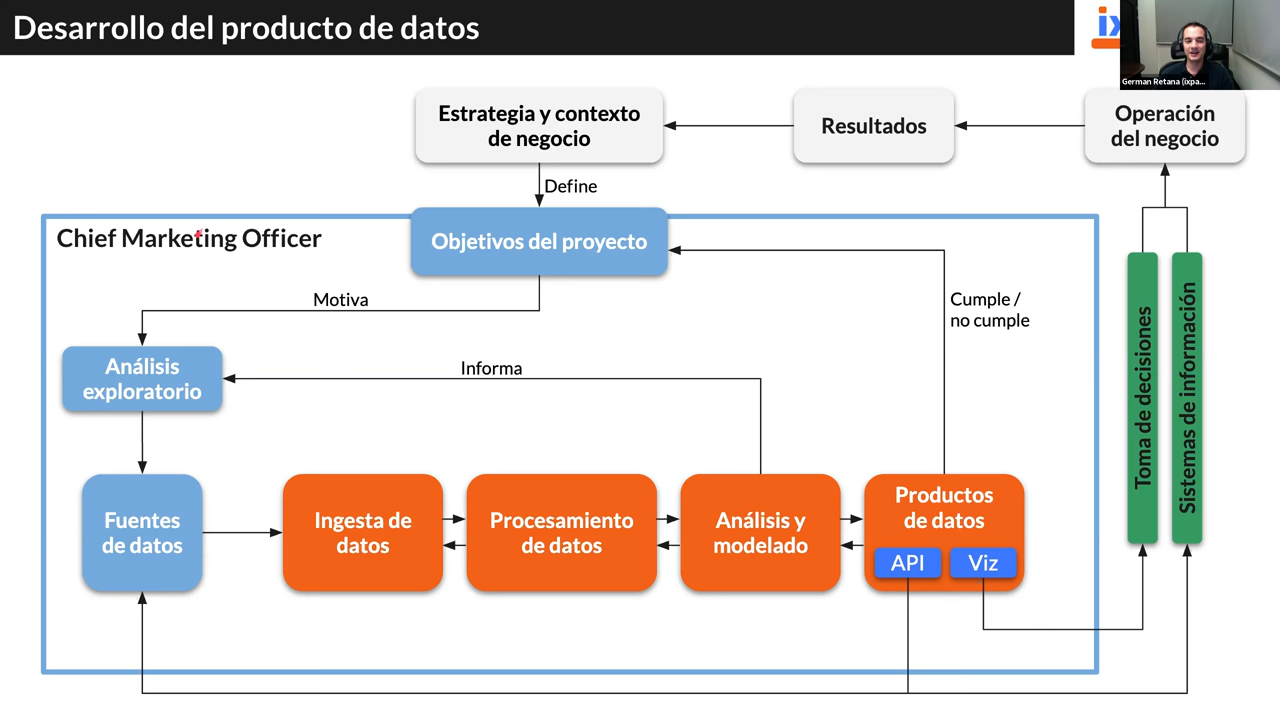 Desarrollo del producto de datos
ix
German Retana (ixpa...
Estrategia y contexto
de negocio
Resultados
Operación
del negocio
Define
Chief Marketing Officer
Objetivos del proyecto
Motiva
Cumple /
no cumple
Análisis
exploratorio
Informa
Toma de decisiones
Sistemas de información
Fuentes
de datos
Ingesta de
datos
Procesamiento
de datos
Análisis y
modelado
Productos
de datos
API
Viz